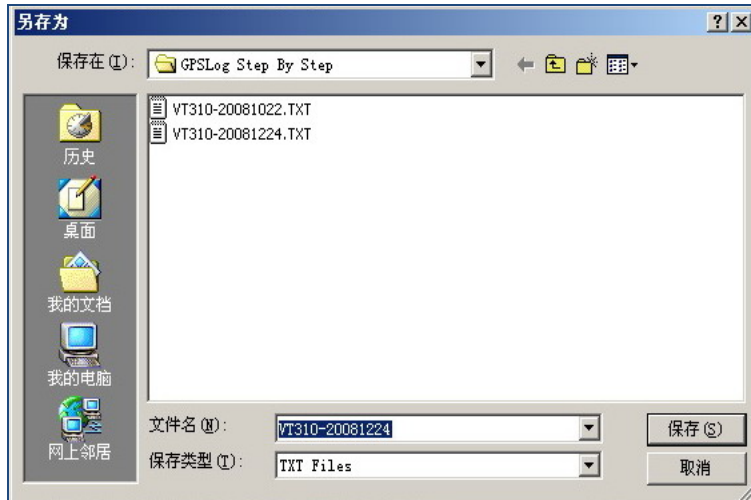 另存为
保存在(I):
GPSLog Step By Step
VT310-20081022.TXT
VT310-20081224.TXT
历史
桌面
我的文档
我的电脑
网上邻居
文件名(N):
VT310-20081224
保存(S)
保存类型(T):
TXT Files
取消